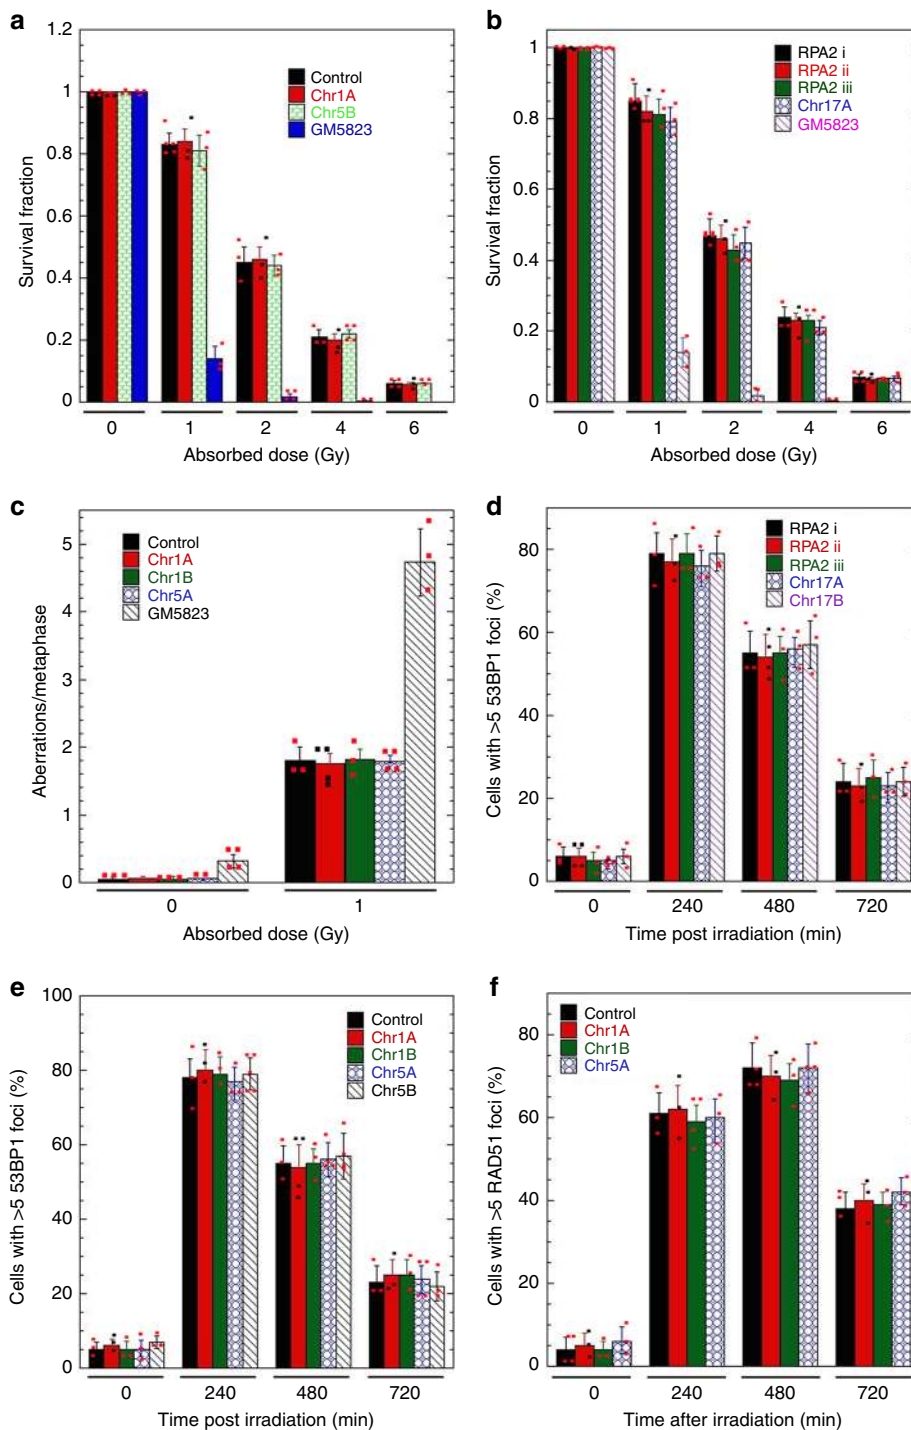 a
1.2
1
0.8
0.6
0.4
0.2
0
Survival fraction
Control
Chr1A
Chr5B
GM5823
0 1 2 4 6
Absorbed dose (Gy)
b
1
0.8
0.6
0.4
0.2
0
Survival fraction
RPA2 i
RPA2 ii
RPA2 iii
Chr17A
GM5823
0 1 2 4 6
Absorbed dose (Gy)
c
5
4
3
2
1
0
Aberrations/metaphase
Control
Chr1A
Chr1B
Chr5A
GM5823
0 1
Absorbed dose (Gy)
d
80
60
40
20
0
Cells with >5 53BP1 foci (%)
RPA2 i
RPA2 ii
RPA2 iii
Chr17A
Chr17B
0 240 480 720
Time post irradiation (min)
e
100
80
60
40
20
0
Cells with >5 53BP1 foci (%)
Control
Chr1A
Chr1B
Chr5A
Chr5B
0 240 480 720
Time post irradiation (min)
f
80
60
40
20
0
Cells with >5 RAD51 foci (%)
Control
Chr1A
Chr1B
Chr5A
0 240 480 720
Time after irradiation (min)